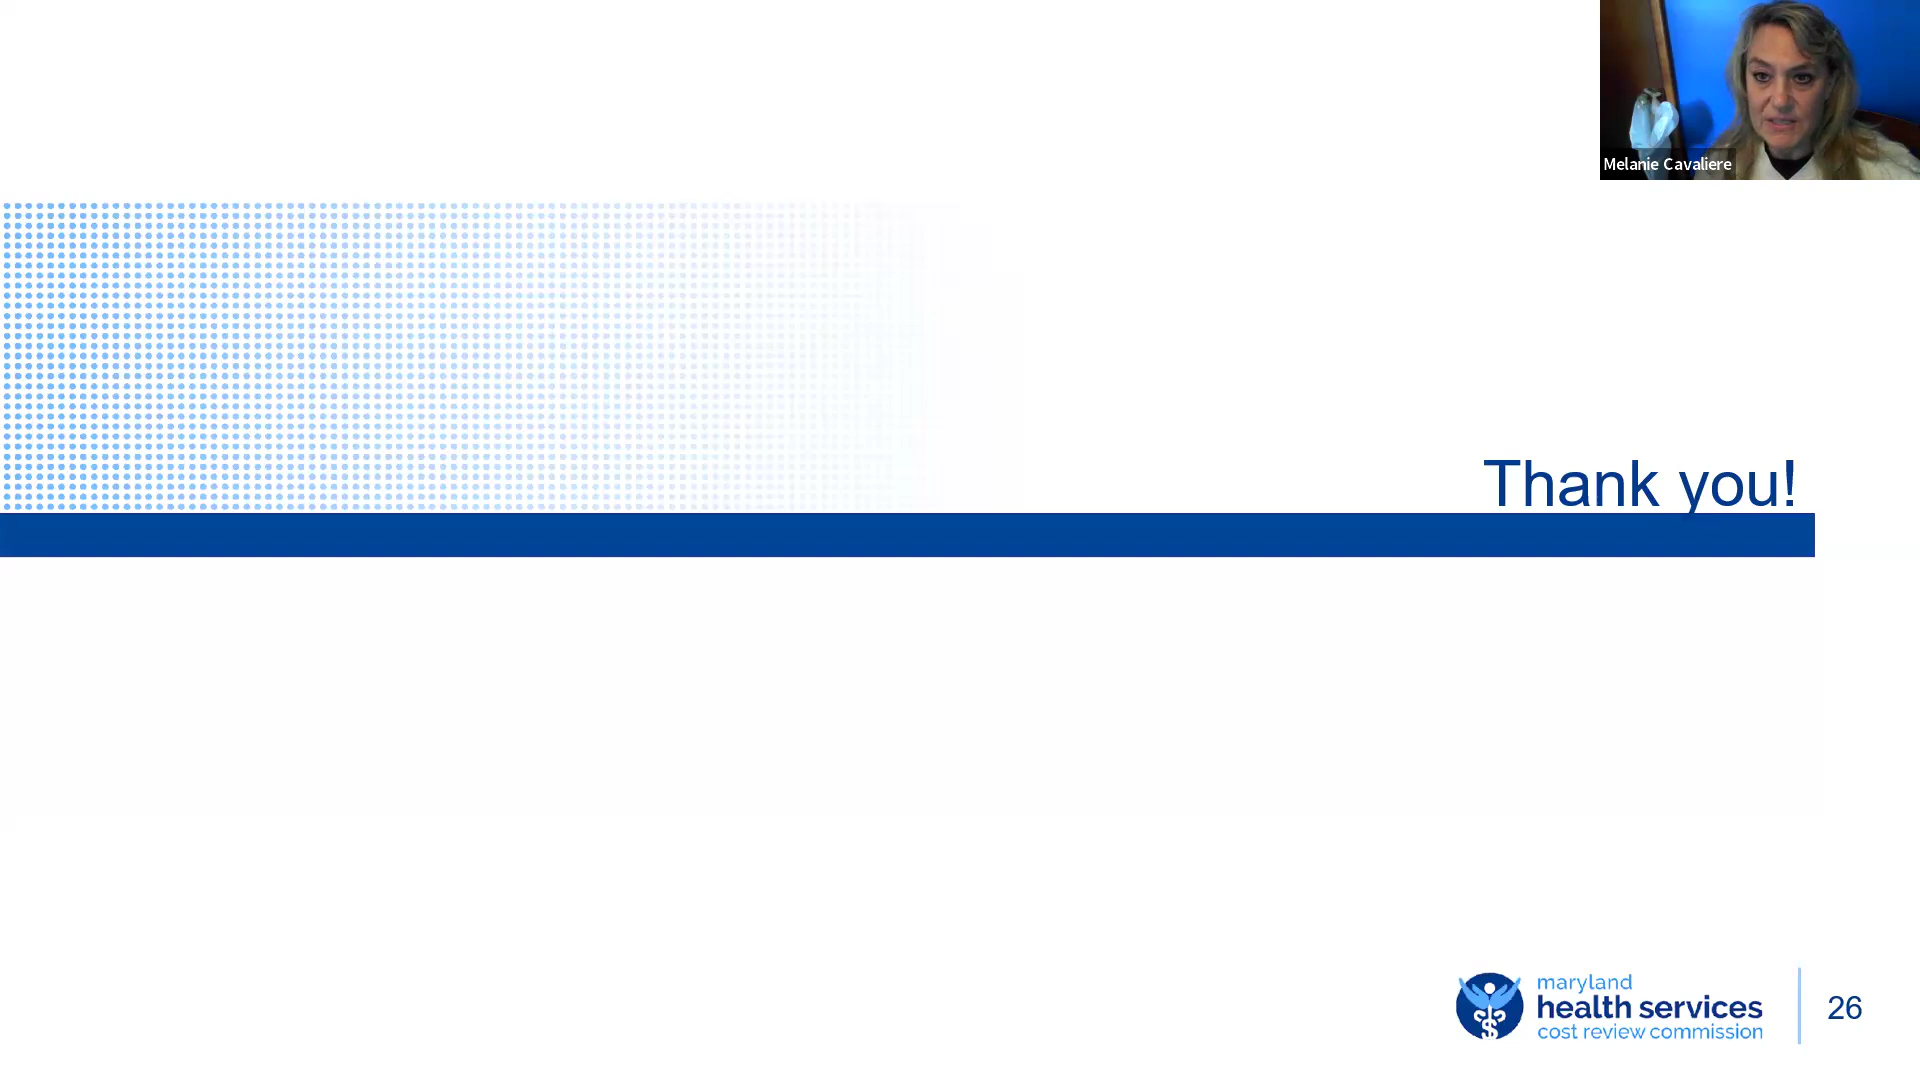 Melanie Cavaliere
Thank you!
maryland
health services
cost review commission
26